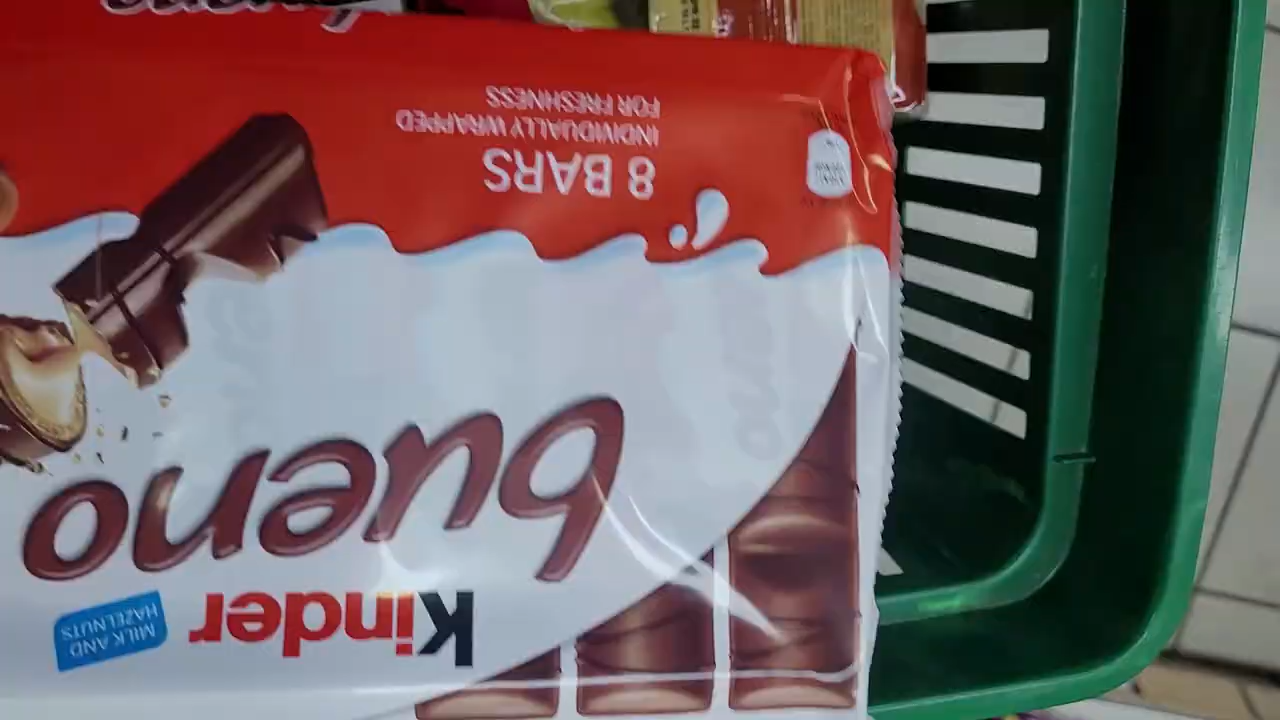 Kinder
bueno
MILK AND
HAZELNUTS
8 BARS
INDIVIDUALLY WRAPPED
FOR FRESHNESS